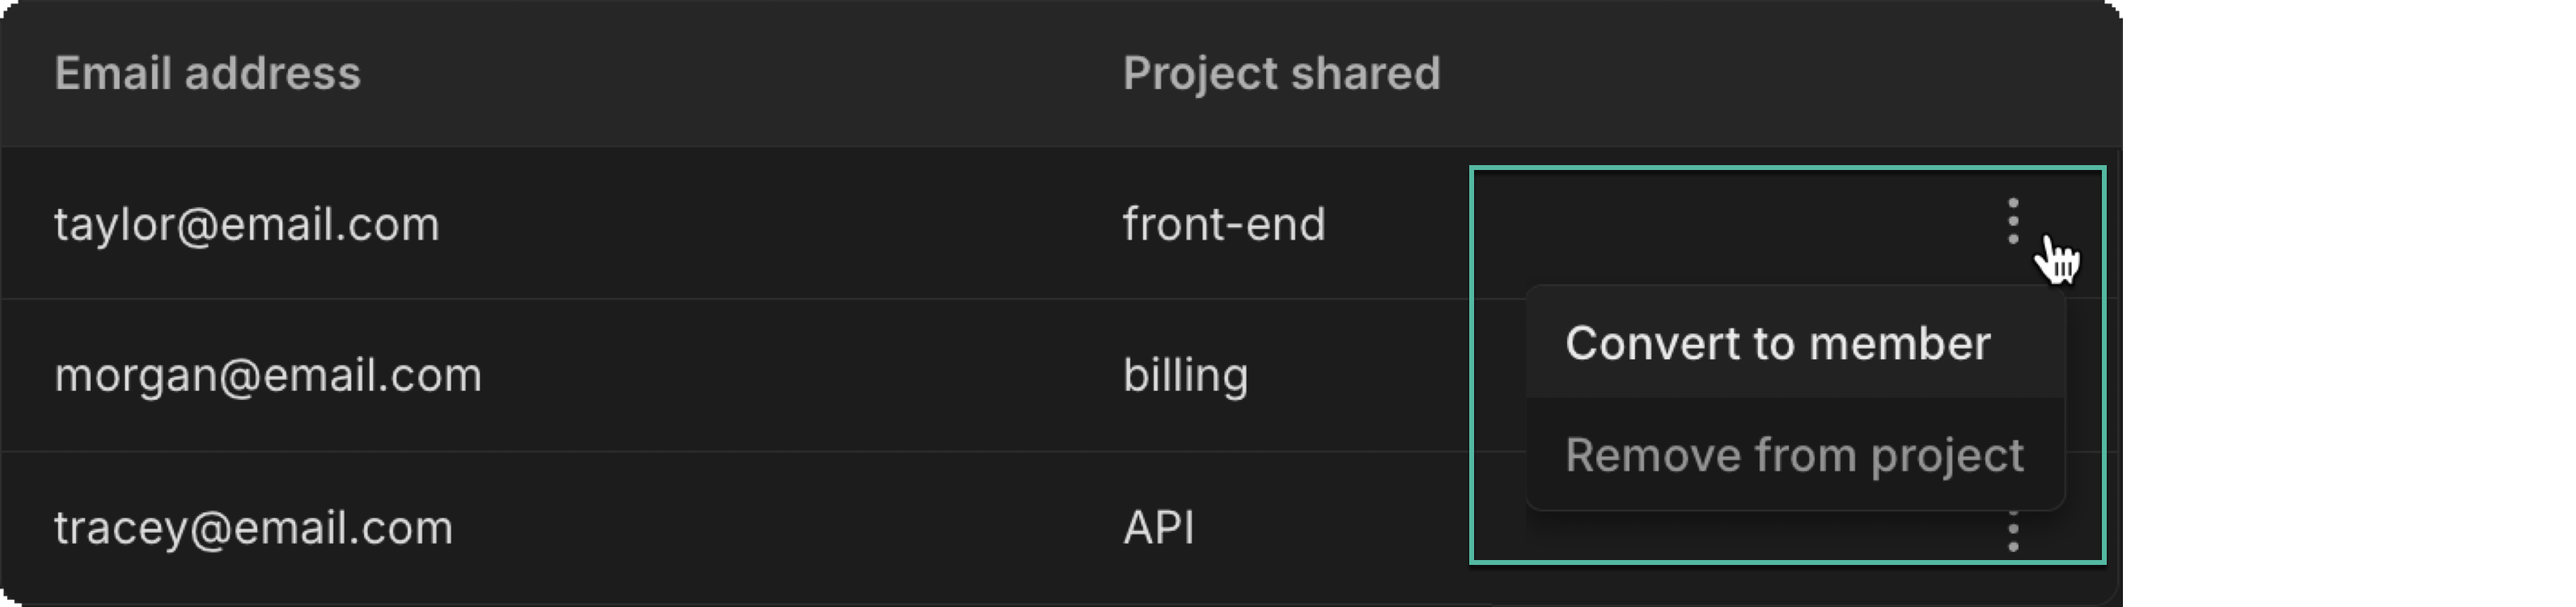 Email address Project shared
taylor@email.com front-end
Convert to member
morgan@email.com billing
Remove from project
tracey@email.com API